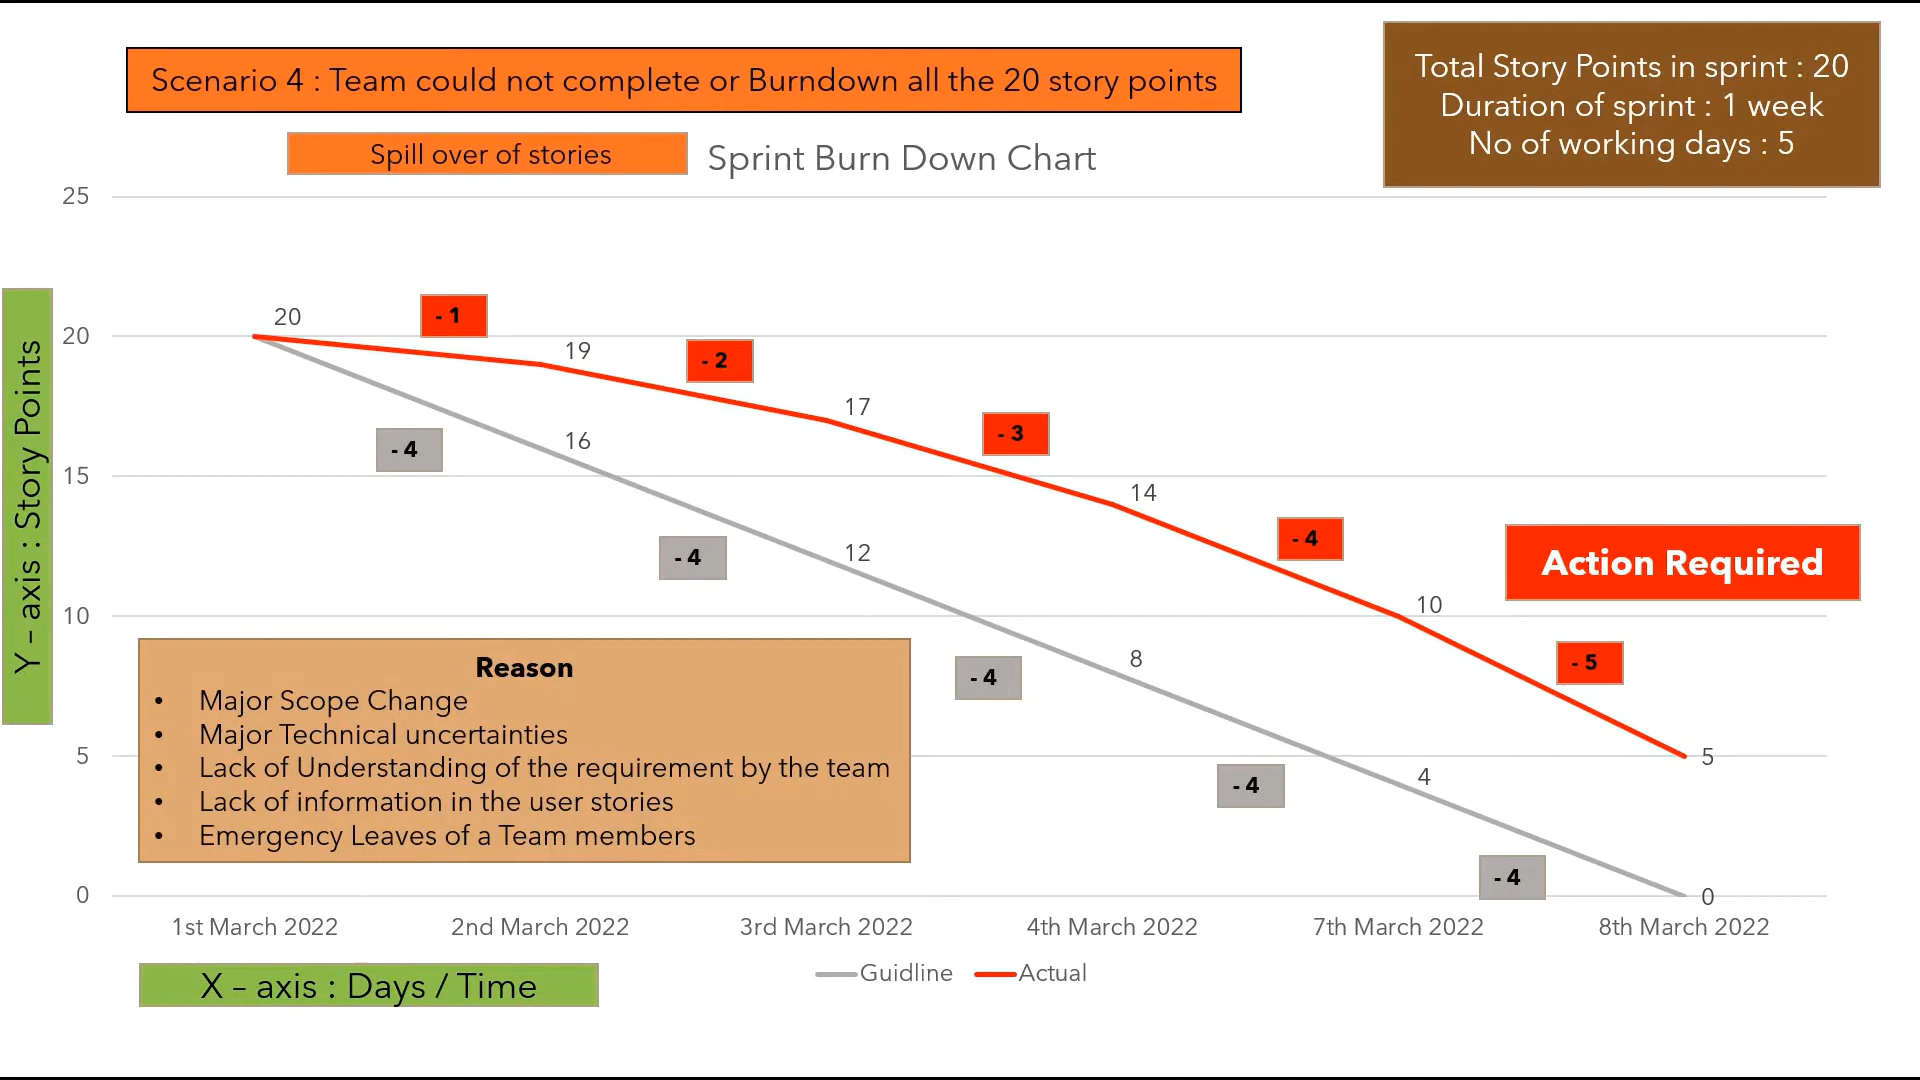 Scenario 4 : Team could not complete or Burndown all the 20 story points
Total Story Points in sprint : 20
Duration of sprint : 1 week
No of working days : 5
Spill over of stories
Sprint Burn Down Chart
25
20
15
10
5
0
Y – axis : Story Points
20
19
17
14
10
5
- 1
- 2
- 3
- 4
- 5
16
12
8
4
0
- 4
- 4
- 4
- 4
- 4
Action Required
Reason
• Major Scope Change
• Major Technical uncertainties
• Lack of Understanding of the requirement by the team
• Lack of information in the user stories
• Emergency Leaves of a Team members
1st March 2022
2nd March 2022
3rd March 2022
4th March 2022
7th March 2022
8th March 2022
X – axis : Days / Time
Guidline
Actual